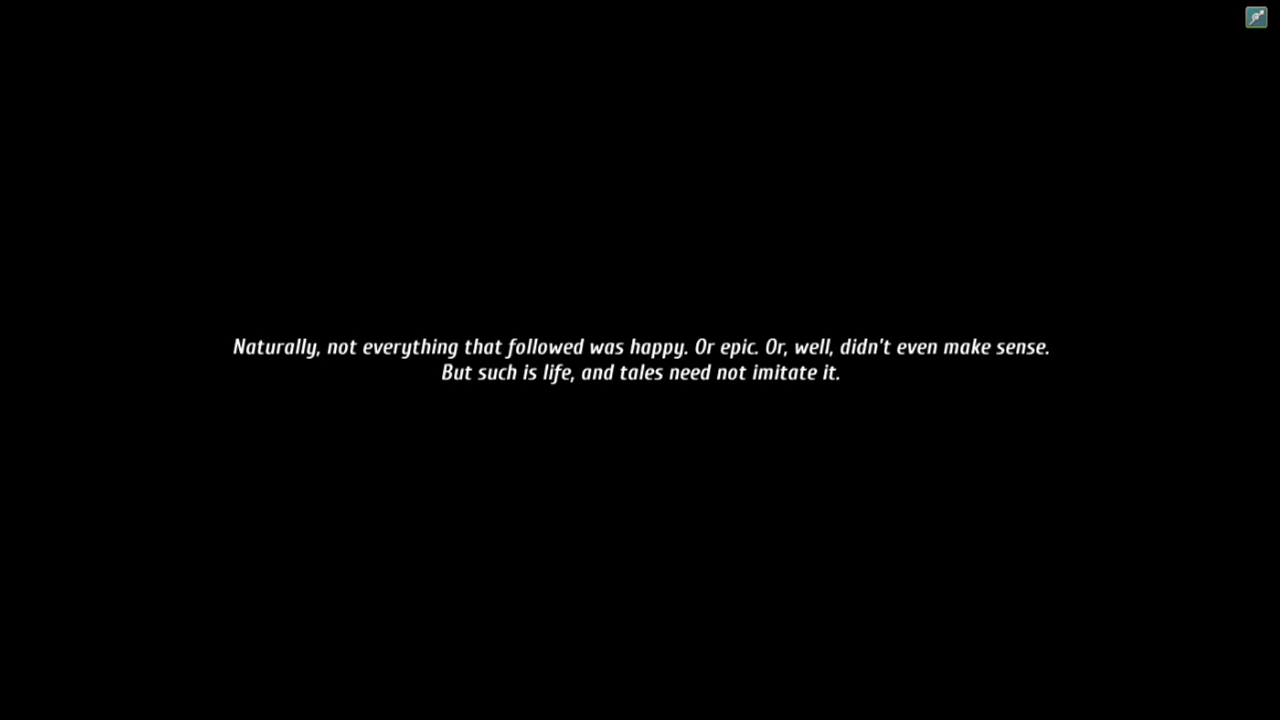 Naturally, not everything that followed was happy. Or epic. Or, well, didn't even make sense.
But such is life, and tales need not imitate it.